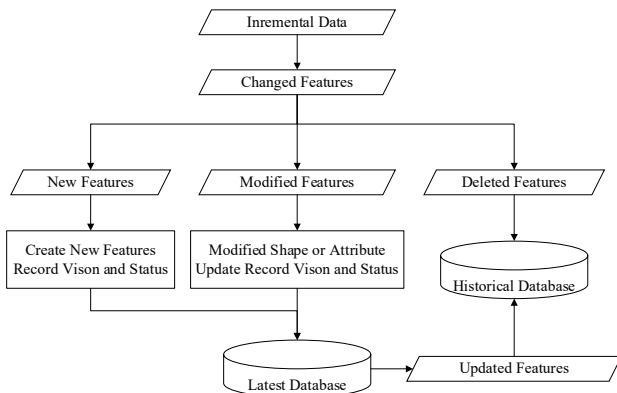 Inremental Data
Changed Features
New Features
Modified Features
Deleted Features
Create New Features
Record Vison and Status
Modified Shape or Attribute
Update Record Vison and Status
Historical Database
Latest Database
Updated Features